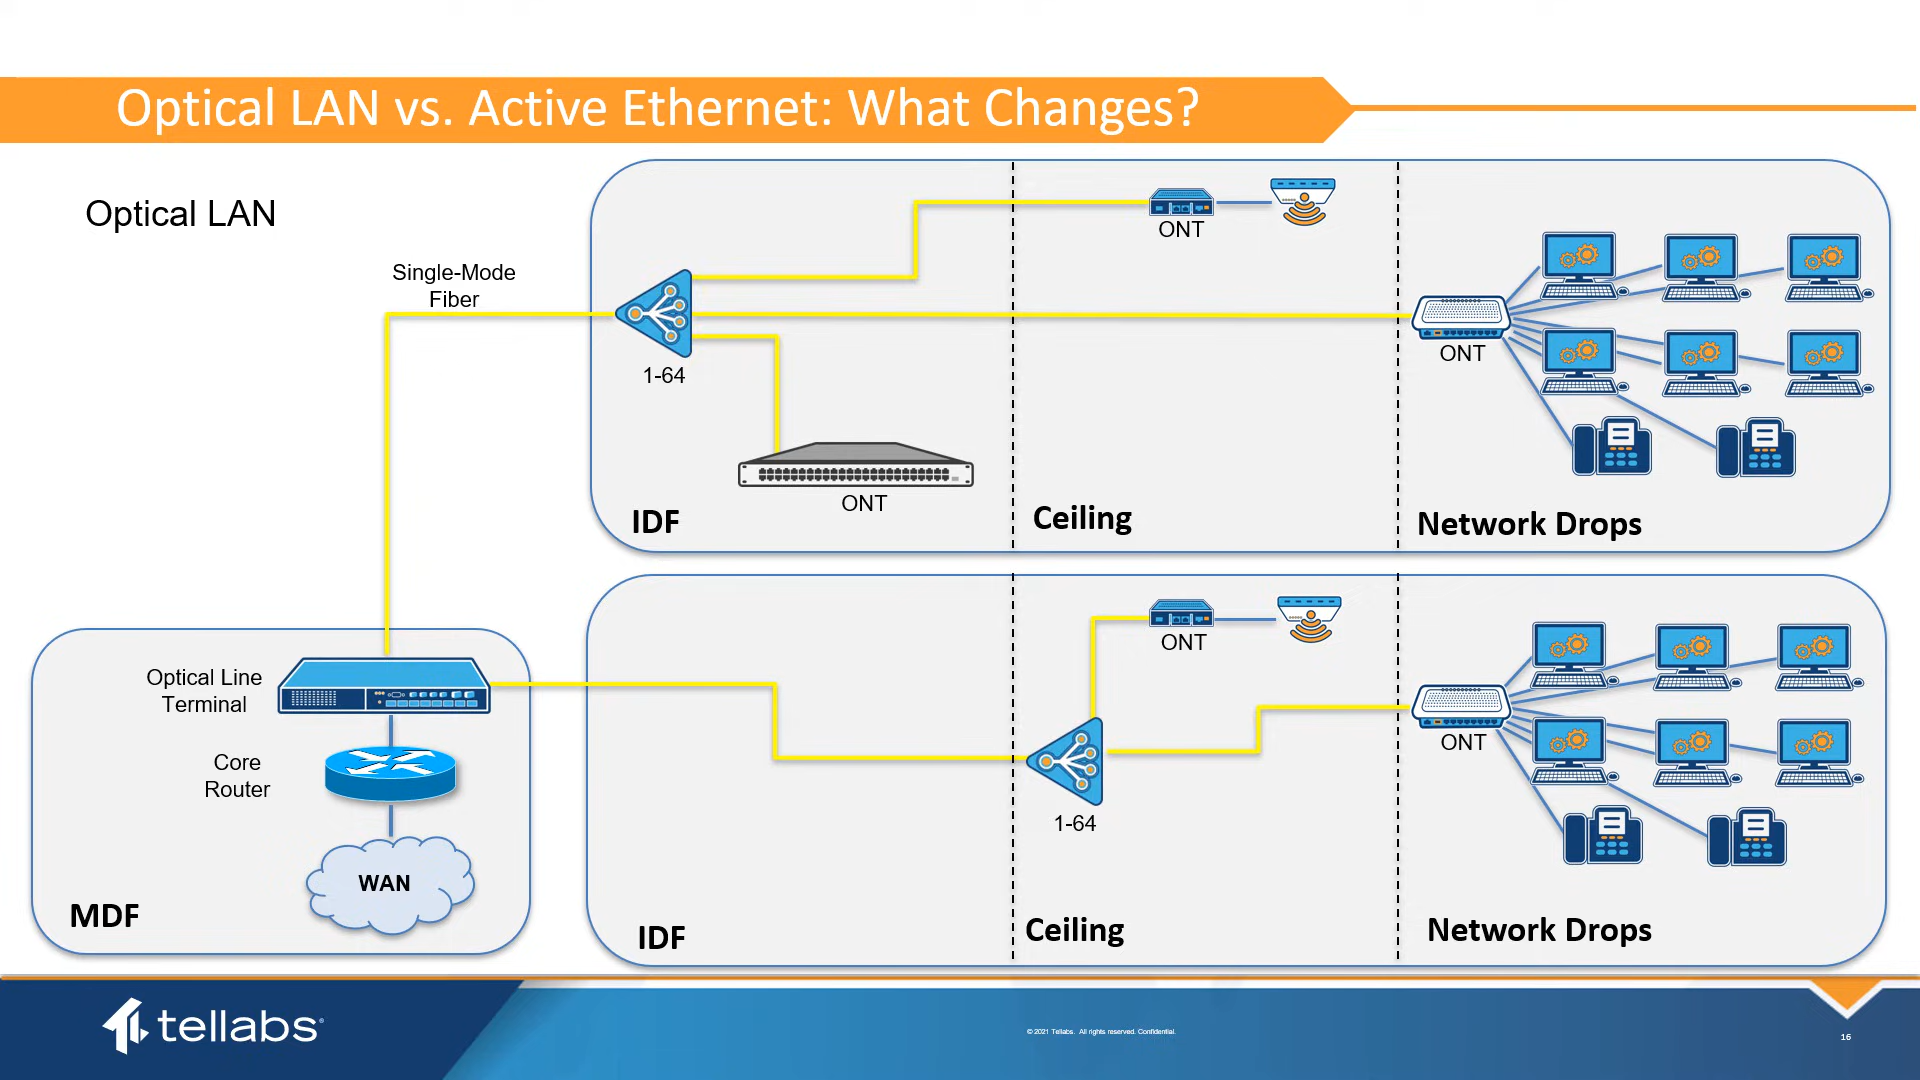 Optical LAN vs. Active Ethernet: What Changes?
Optical LAN
Single-Mode
Fiber
1-64
ONT
ONT
ONT
IDF
Ceiling
Network Drops
Optical Line
Terminal
Core
Router
WAN
MDF
ONT
ONT
1-64
IDF
Ceiling
Network Drops
tellabs®
© 2021 Tellabs. All rights reserved. Confidential.
16